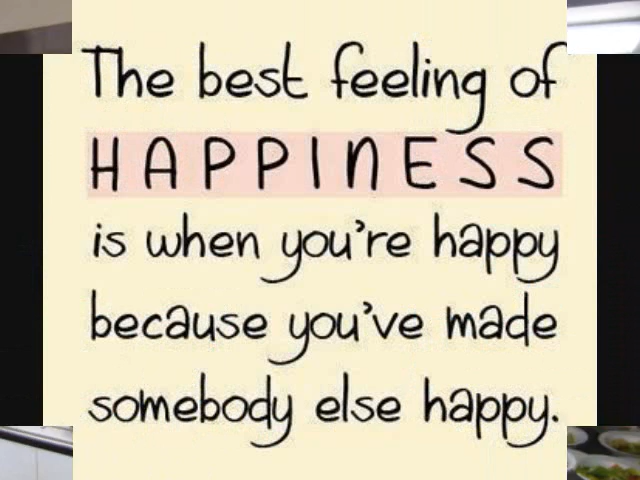 The best feeling of
HAPPINESS
is when you're happy
because you've made
somebody else happy.